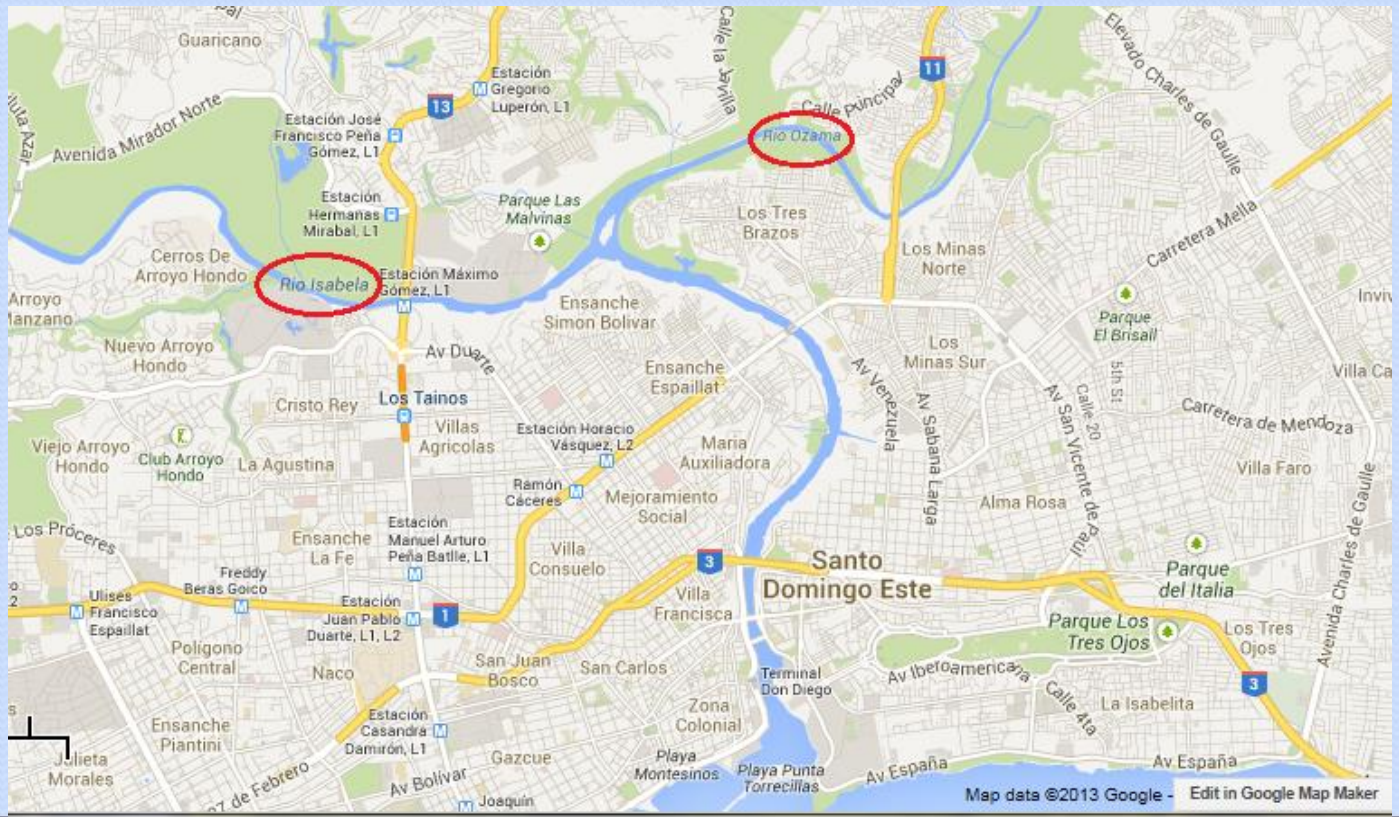 Guaricano
Avenida Mirador Norte
Estación
Gregorio
Luperón, L1
13
Estación José
Francisco Peña
Gómez, L1
Estación
Hermanas
Mirabal, L1
Calle la Javilla
Calle Principal
11
Elevado Charles de Gaulle
Rio Ozama
Parque Las
Malvinas
Los Tres
Brazos
Los Minas
Norte
Carretera Mella
Cerros De
Arroyo Hondo
Rio Isabela
Estación Máximo
Gómez, L1
Arroyo
Manzano
Ensanche
Simon Bolivar
Parque
El Brisall
Nuevo Arroyo
Hondo
Av Duarte
Los
Minas Sur
Ensanche
Espaillat
Av Venezuela
5th St
Villa Ca
Cristo Rey
Los Tainos
Villas
Agricolas
Av Sabana Larga
Av San Vicente de Paúl
Calle 20
Carretera de Mendoza
Viejo Arroyo
Hondo
Club Arroyo
Hondo
La Agustina
Estación Horacio
Vásquez, L2
Maria
Auxiliadora
Villa Faro
Ramón
Cáceres
Mejoramiento
Social
Alma Rosa
Los Próceres
Ensanche
La Fe
Estación
Manuel Arturo
Peña Batlle, L1
Villa
Consuelo
3
Santo
Domingo Este
Parque
del Italia
Avenida Charles de Gaulle
Freddy
Beras Goico
Ulises
Francisco
Espaillat
Estación
Juan Pablo
Duarte, L1, L2
1
Villa
Francisca
Parque Los
Tres Ojos
Los Tres
Ojos
Poligono
Central
Naco
San Juan
Bosco
San Carlos
Terminal
Don Diego
Av Iberoamericana
Calle 4ta
3
La Isabelita
Zona
Colonial
Ensanche
Piantini
Estación
Casandra
Damirón, L1
Gazcue
Julieta
Morales
27 de Febrero
Av Bolívar
Joaquín
Playa
Montesinos
Playa Punta
Torrecillas
Av España
Av España
Map data ©2013 Google - Edit in Google Map Maker